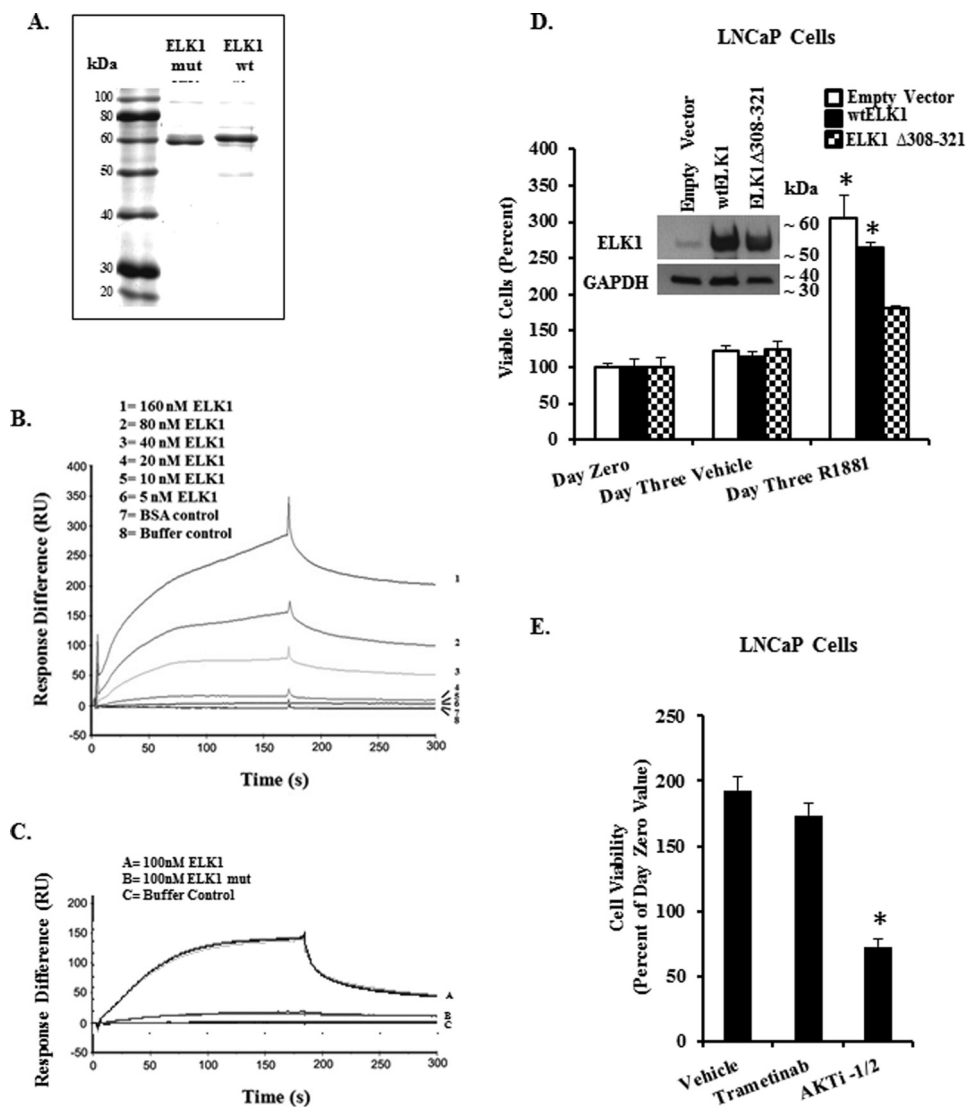 A.
kDa
ELK1 mut
ELK1 wt
100
80
60
50
40
30
20
B.
1= 160 nM ELK1
2= 80 nM ELK1
3= 40 nM ELK1
4= 20 nM ELK1
5= 10 nM ELK1
6= 5 nM ELK1
7= BSA control
8= Buffer control
Response Difference (RU)
400
350
300
250
200
150
100
50
0
-50
0 50 100 150 200 250 300
Time (s)
1
2
3
4
5
6
7
8
C.
A= 100nM ELK1
B= 100nM ELK1 mut
C= Buffer Control
Response Difference (RU)
200
150
100
50
0
-50
0 50 100 150 200 250 300
Time (s)
A
B
C
D.
LNCaP Cells
Empty Vector
wtELK1
ELK1 Δ308-321
Viable Cells (Percent)
400
350
300
250
200
150
100
50
0
Empty Vector
wtELK1
ELK1Δ308-321
kDa
ELK1
~ 60
~ 50
GAPDH
~ 40
~ 30
*
*
Day Zero
Day Three Vehicle
Day Three R1881
E.
LNCaP Cells
Cell Viability
(Percent of Day Zero Value)
250
200
150
100
50
0
*
Vehicle
Trametinab
AKTi -1/2